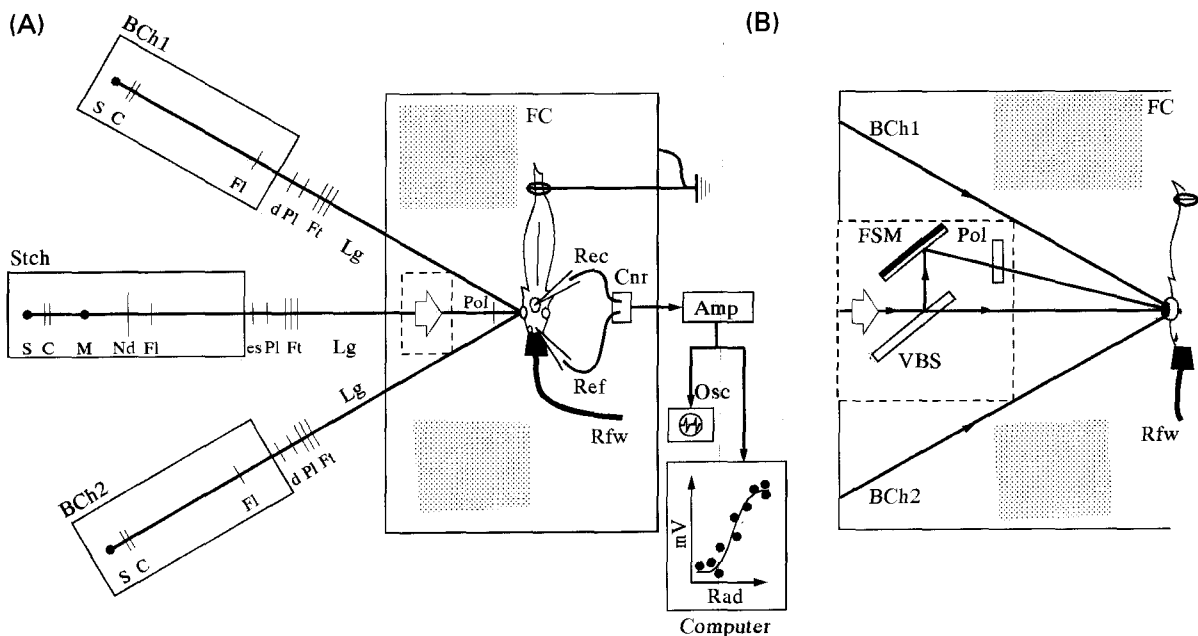 (A)
BCh1
S C
Fl
d Pl Ft
Lg
FC
Stch
S C M Nd Fl
es Pl Ft
Lg
Pol
Rec
Cnr
Amp
Ref
Osc
Rfw
Lg
BCh2
S C
Fl
d Pl Ft
mV
Rad
Computer
(B)
BCh1
FC
FSM
Pol
VBS
Rfw
BCh2